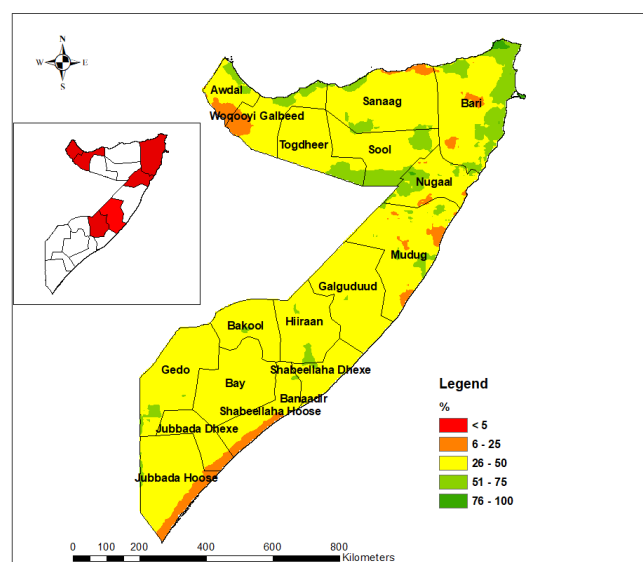 N
W E
S
Awdal
Woqooyi Galbeed
Togdheer
Sanaag
Sool
Bari
Nugaal
Mudug
Galguduud
Hiiraan
Bakool
Gedo
Bay
Shabeellaha Dhexe
Banaadir
Shabeellaha Hoose
Jubbada Dhexe
Jubbada Hoose
Legend
%
< 5
6 - 25
26 - 50
51 - 75
76 - 100
0 100 200 400 600 800
Kilometers